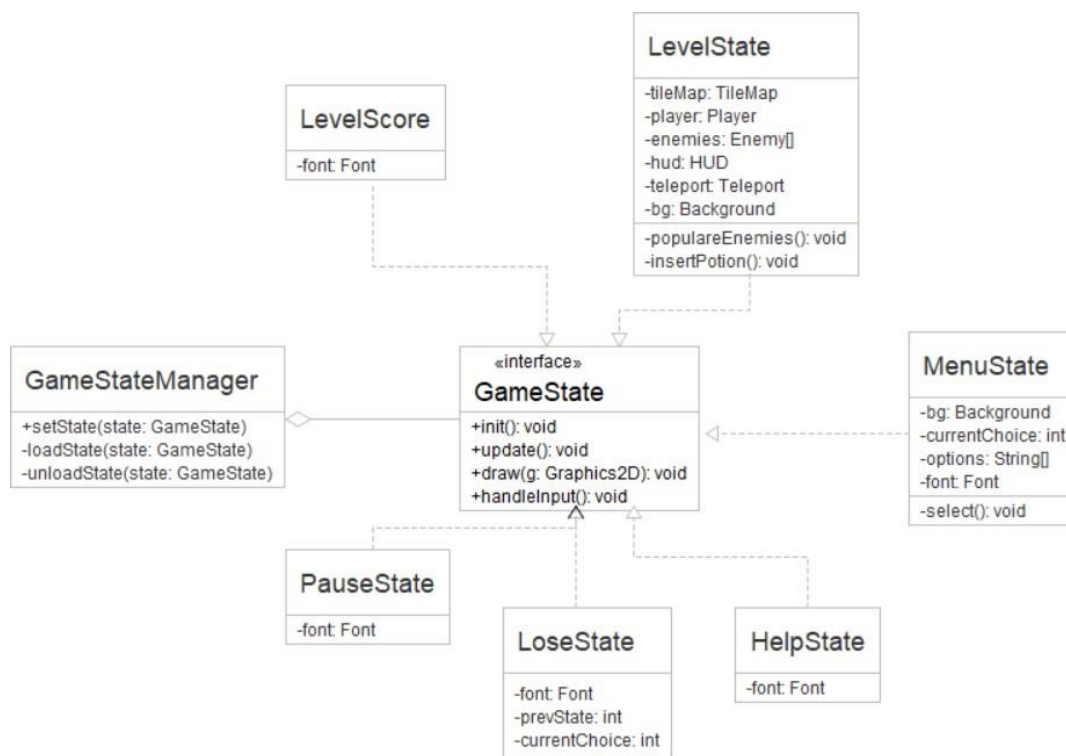 LevelState
-tileMap: TileMap
-player: Player
-enemies: Enemy[]
-hud: HUD
-teleport: Teleport
-bg: Background
-populareEnemies(): void
-insertPotion(): void
LevelScore
-font: Font
GameStateManager
+setState(state: GameState)
-loadState(state: GameState)
-unloadState(state: GameState)
«interface»
GameState
+init(): void
+update(): void
+draw(g: Graphics2D): void
+handleInput(): void
MenuState
-bg: Background
-currentChoice: int
-options: String[]
-font: Font
-select(): void
PauseState
-font: Font
LoseState
-font: Font
-prevState: int
-currentChoice: int
HelpState
-font: Font